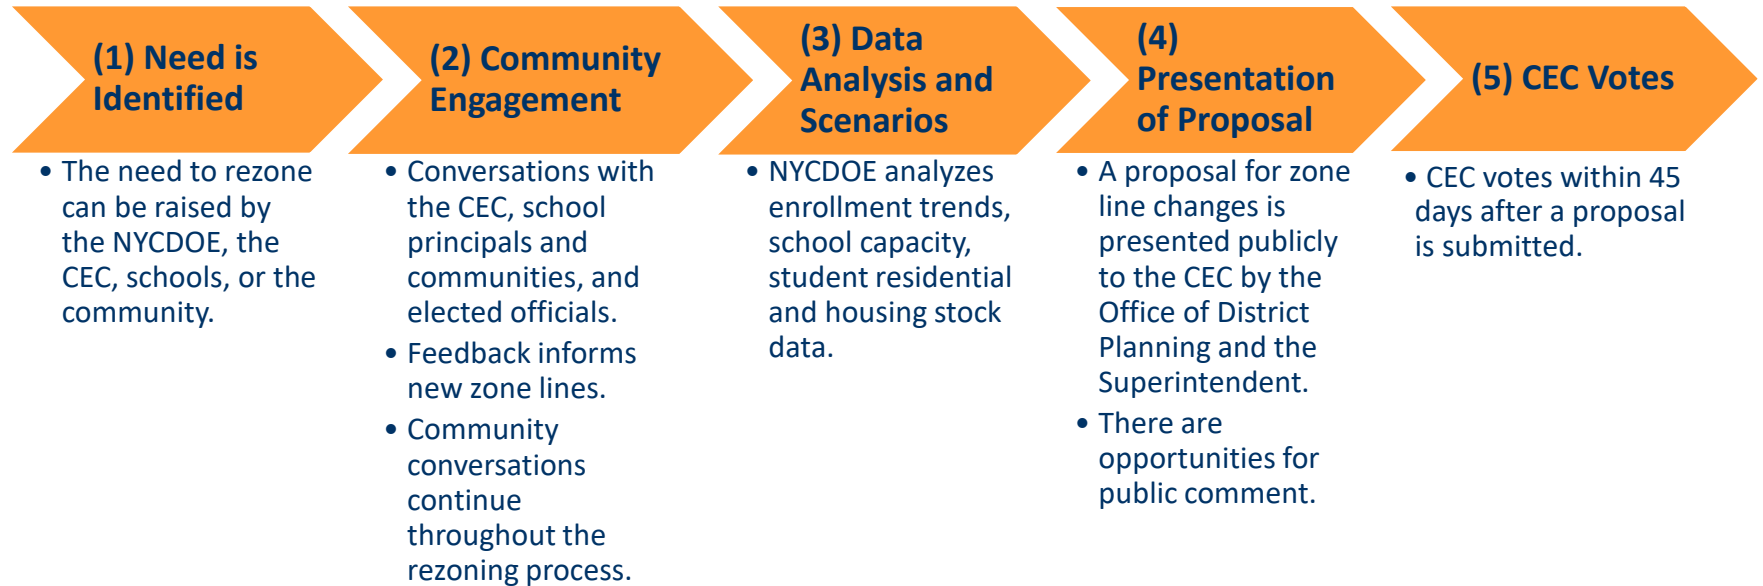 (1) Need is
Identified
• The need to rezone
can be raised by
the NYCDOE, the
CEC, schools, or the
community.
(2) Community
Engagement
• Conversations with
the CEC, school
principals and
communities, and
elected officials.
• Feedback informs
new zone lines.
• Community
conversations
continue
throughout the
rezoning process.
(3) Data
Analysis and
Scenarios
• NYCDOE analyzes
enrollment trends,
school capacity,
student residential
and housing stock
data.
(4)
Presentation
of Proposal
• A proposal for zone
line changes is
presented publicly
to the CEC by the
Office of District
Planning and the
Superintendent.
• There are
opportunities for
public comment.
(5) CEC Votes
• CEC votes within 45
days after a proposal
is submitted.